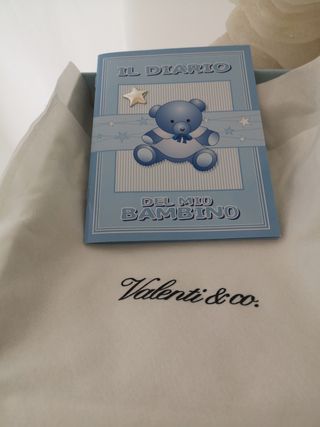 IL DIARIO
DEL MIO
BAMBINO
Valenti & co.